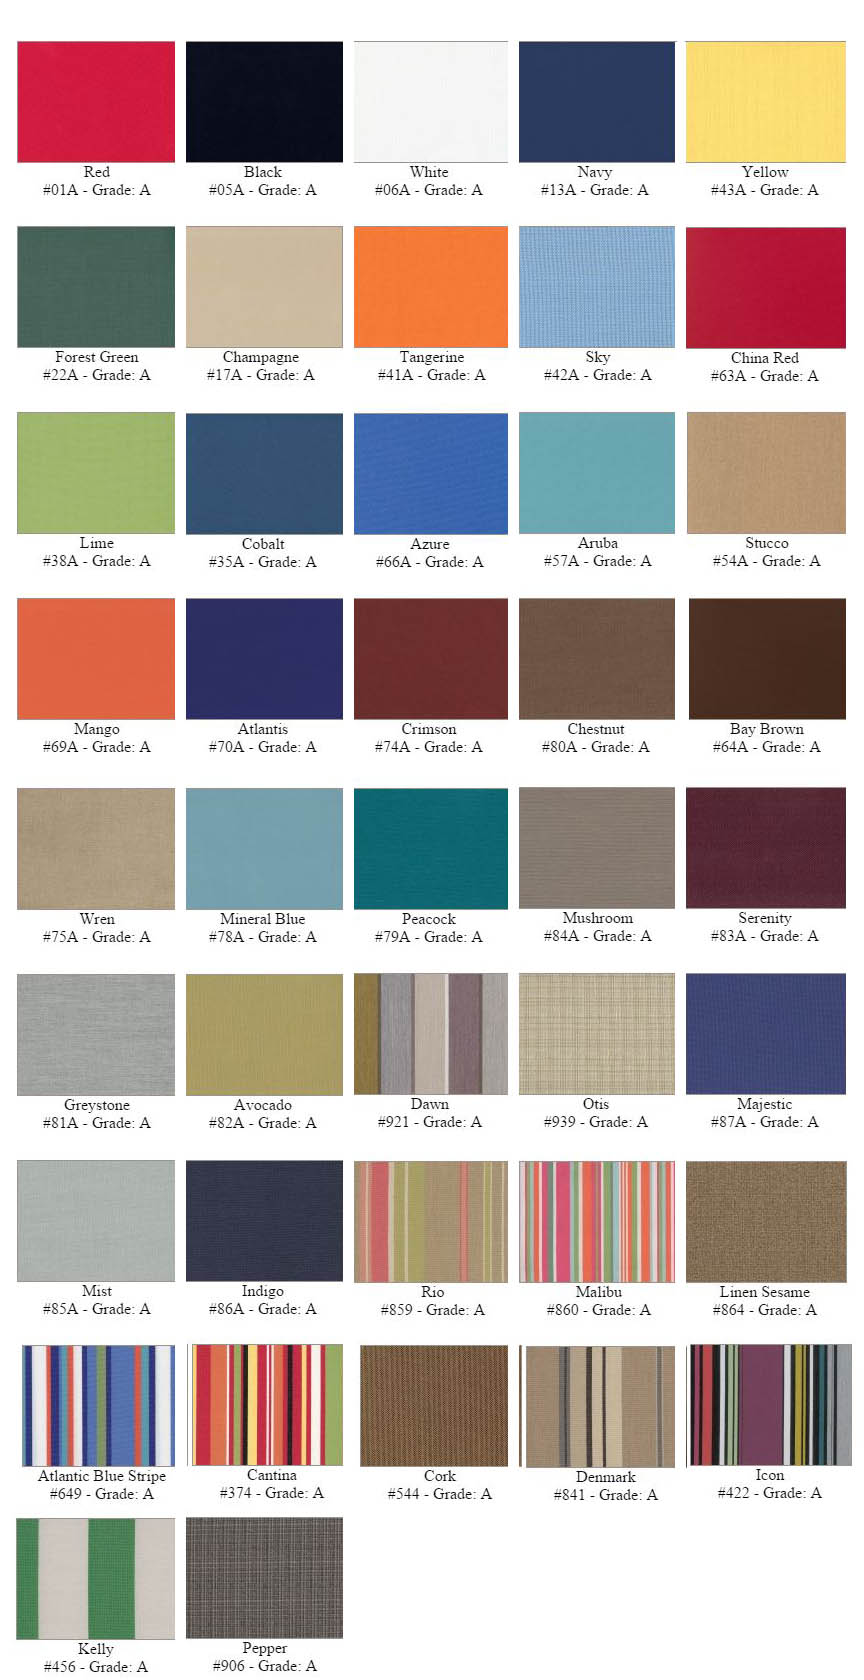 Red
#01A - Grade: A
Black
#05A - Grade: A
White
#06A - Grade: A
Navy
#13A - Grade: A
Yellow
#43A - Grade: A
Forest Green
#22A - Grade: A
Champagne
#17A - Grade: A
Tangerine
#41A - Grade: A
Sky
#42A - Grade: A
China Red
#63A - Grade: A
Lime
#38A - Grade: A
Cobalt
#35A - Grade: A
Azure
#66A - Grade: A
Aruba
#57A - Grade: A
Stucco
#54A - Grade: A
Mango
#69A - Grade: A
Atlantis
#70A - Grade: A
Crimson
#74A - Grade: A
Chestnut
#80A - Grade: A
Bay Brown
#64A - Grade: A
Wren
#75A - Grade: A
Mineral Blue
#78A - Grade: A
Peacock
#79A - Grade: A
Mushroom
#84A - Grade: A
Serenity
#83A - Grade: A
Greystone
#81A - Grade: A
Avocado
#82A - Grade: A
Dawn
#921 - Grade: A
Otis
#939 - Grade: A
Majestic
#87A - Grade: A
Mist
#85A - Grade: A
Indigo
#86A - Grade: A
Rio
#859 - Grade: A
Malibu
#860 - Grade: A
Linen Sesame
#864 - Grade: A
Atlantic Blue Stripe
#649 - Grade: A
Cantina
#374 - Grade: A
Cork
#544 - Grade: A
Denmark
#841 - Grade: A
Icon
#422 - Grade: A
Kelly
#456 - Grade: A
Pepper
#906 - Grade: A